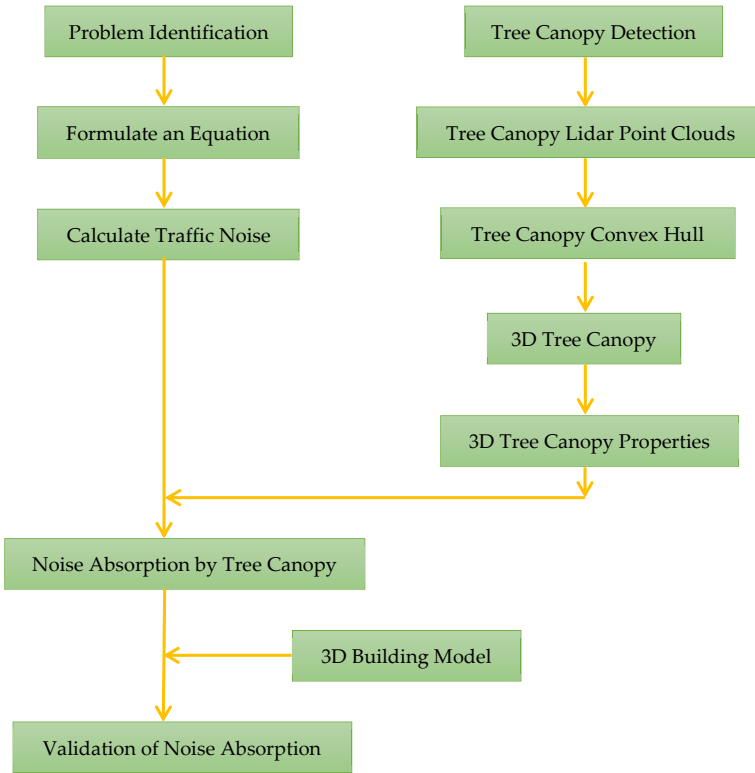 Problem Identification
Formulate an Equation
Calculate Traffic Noise
Tree Canopy Detection
Tree Canopy Lidar Point Clouds
Tree Canopy Convex Hull
3D Tree Canopy
3D Tree Canopy Properties
Noise Absorption by Tree Canopy
3D Building Model
Validation of Noise Absorption